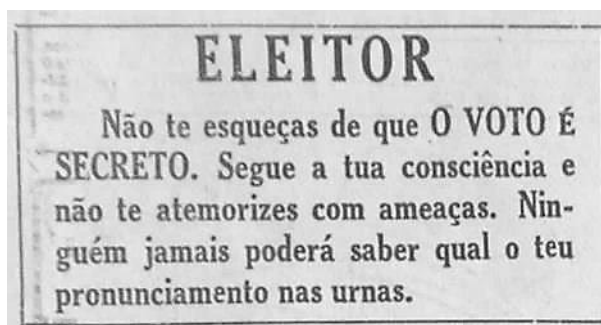 ELEITOR
Não te esqueças de que O VOTO É
SECRETO. Segue a tua consciência e
não te atemorizes com ameaças. Nin-
guém jamais poderá saber qual o teu
pronunciamento nas urnas.